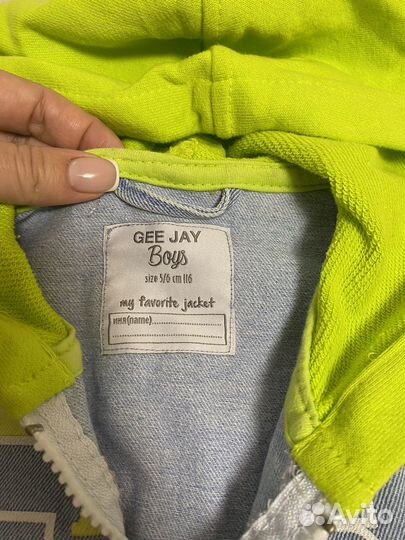 GEE JAY
Boys
size 5/6 cm 116
my favorite jacket
имя(name)
Avito